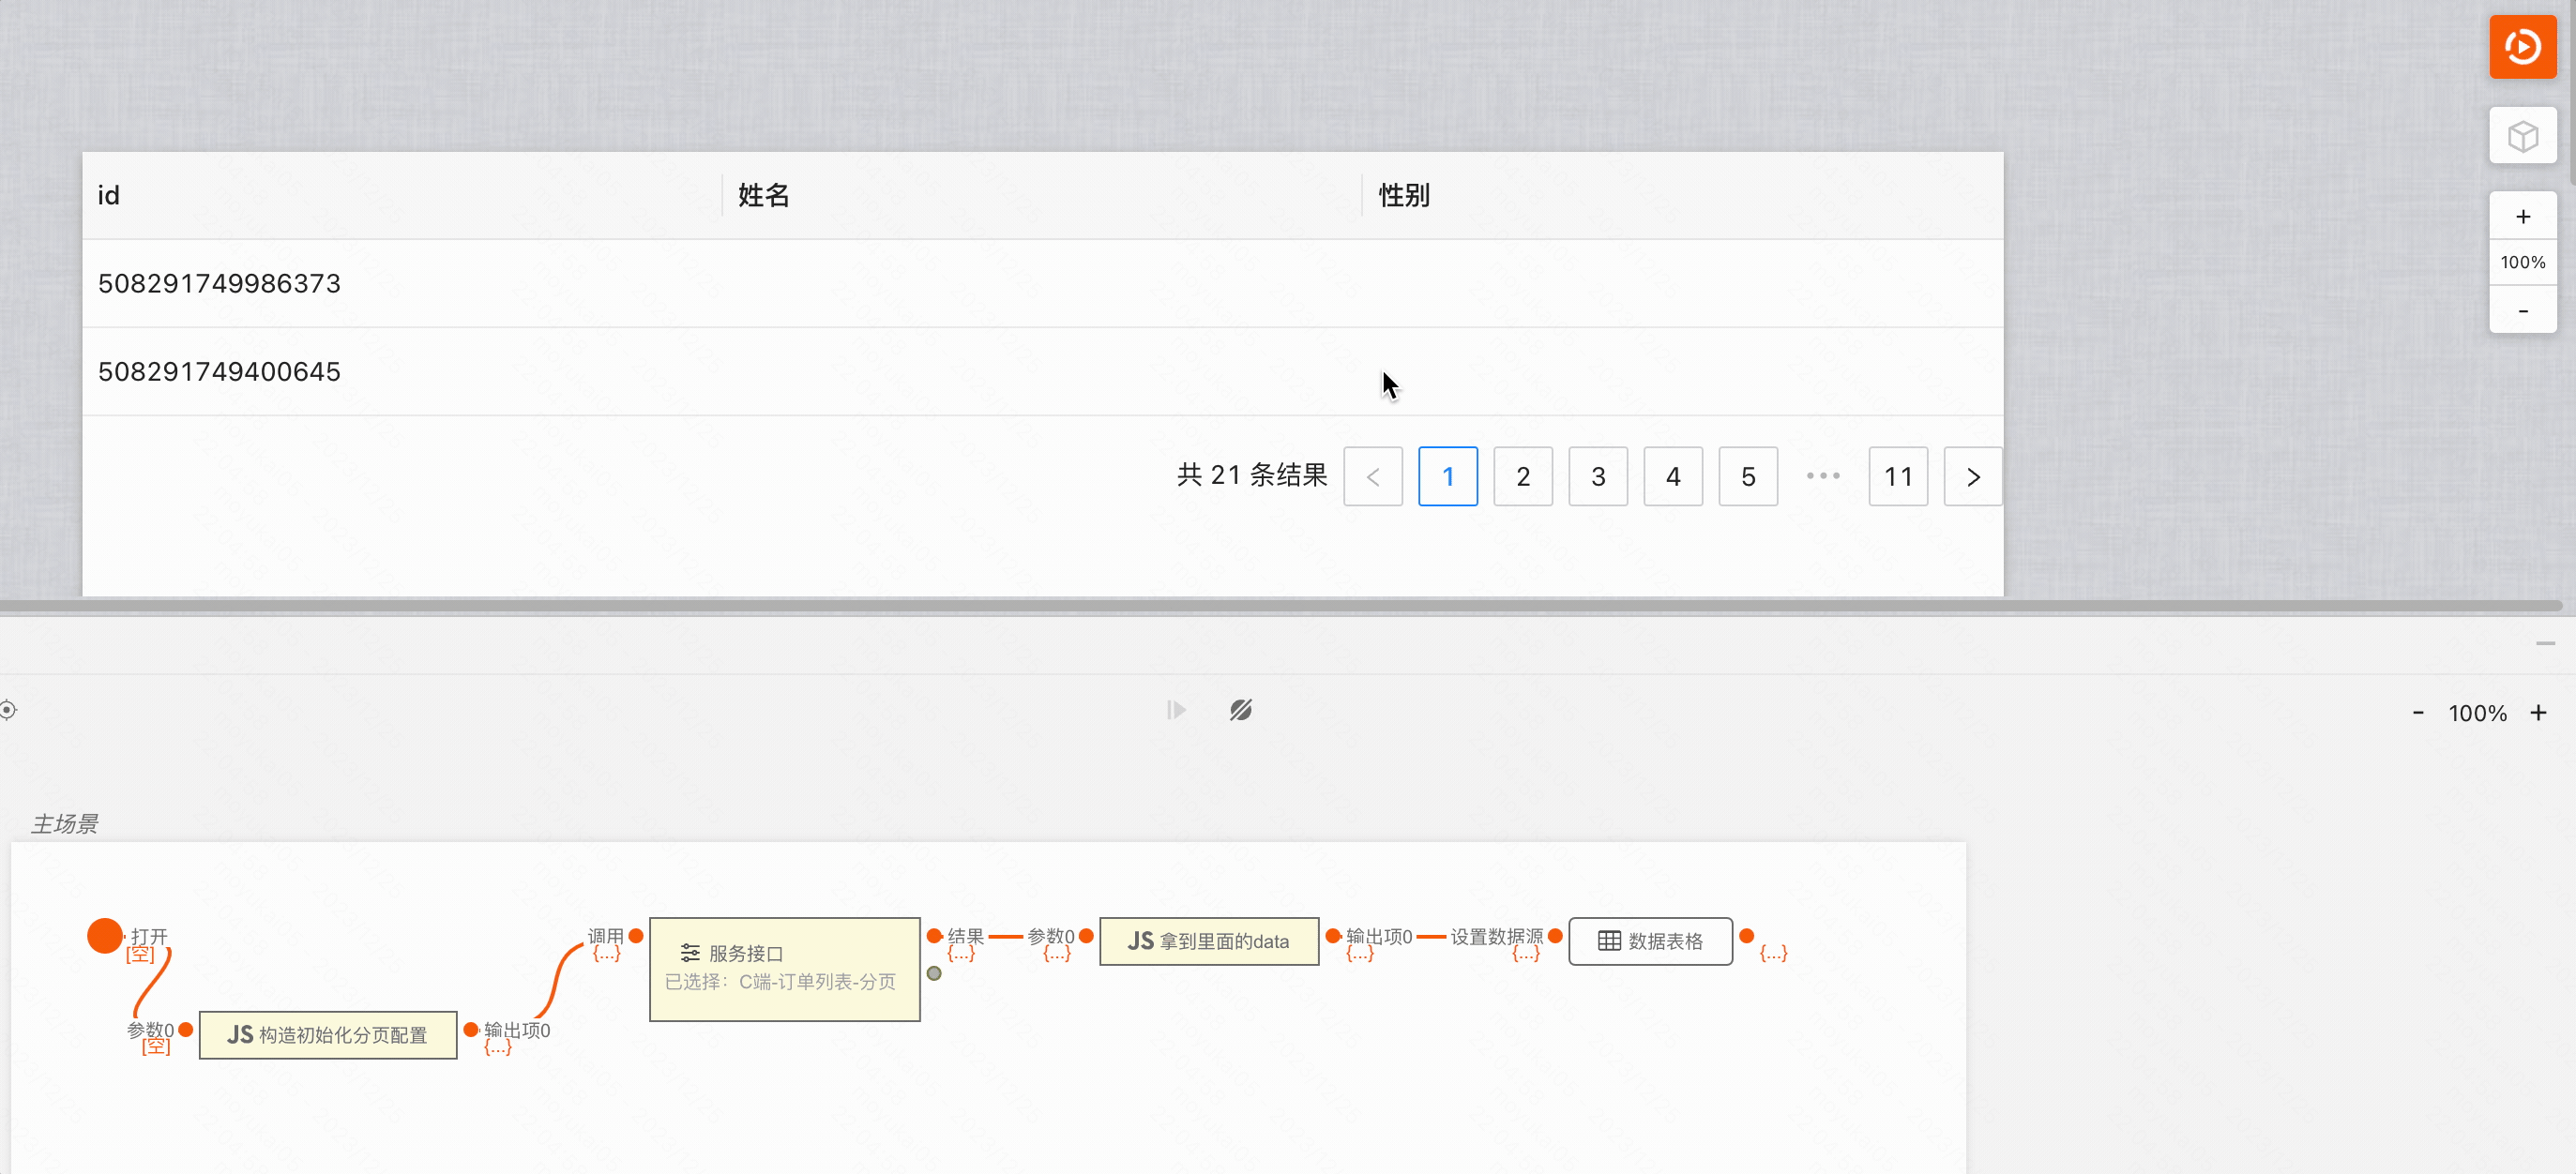 id 姓名 性别
508291749986373
508291749400645
共 21 条结果 < 1 2 3 4 5 ••• 11 >
+
100%
-
- 100% +
主场景
打开
[空]
参数0
[空]
JS 构造初始化分页配置
输出项0
{...}
调用
{...}
服务接口
已选择：C端-订单列表-分页
结果
{...}
参数0
{...}
JS 拿到里面的data
输出项0
{...}
设置数据源
{...}
数据表格
{...}